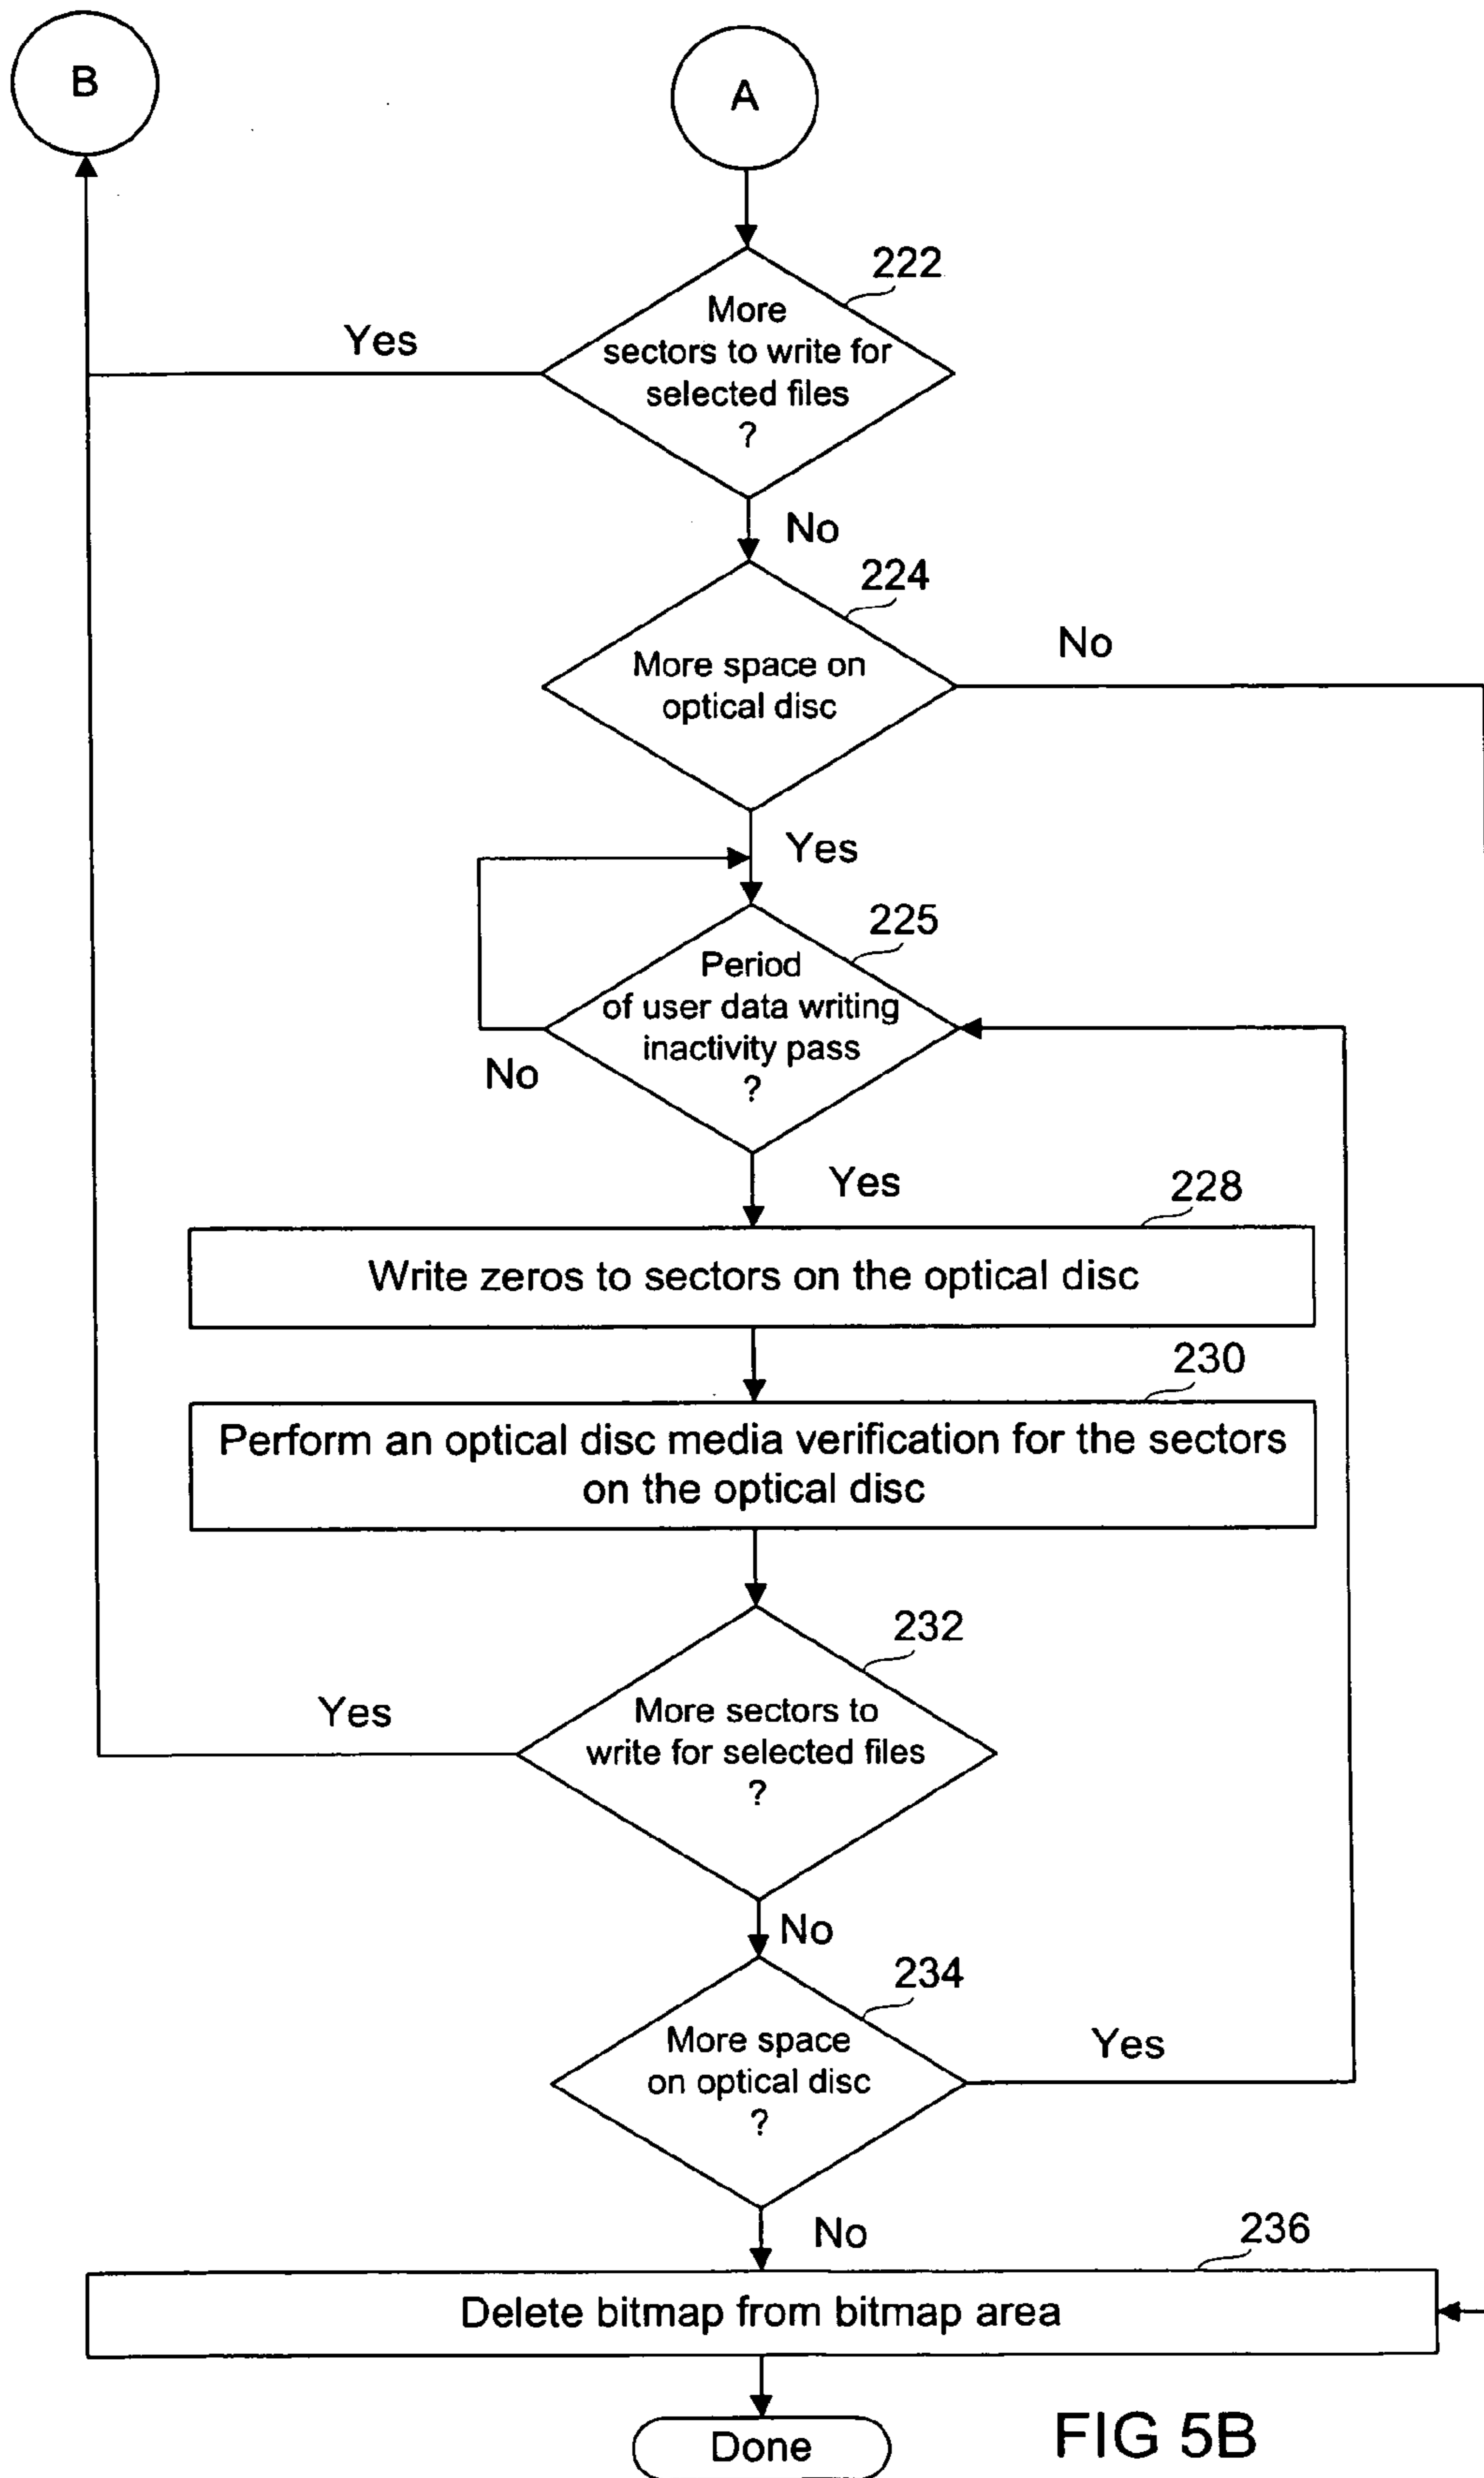 B
A
222
More
sectors to write for
selected files
?
Yes
No
224
More space on
optical disc
No
Yes
225
Period
of user data writing
inactivity pass
?
No
Yes
228
Write zeros to sectors on the optical disc
230
Perform an optical disc media verification for the sectors
on the optical disc
232
More sectors to
write for selected files
?
Yes
No
234
More space
on optical disc
?
Yes
No
236
Delete bitmap from bitmap area
Done
FIG 5B